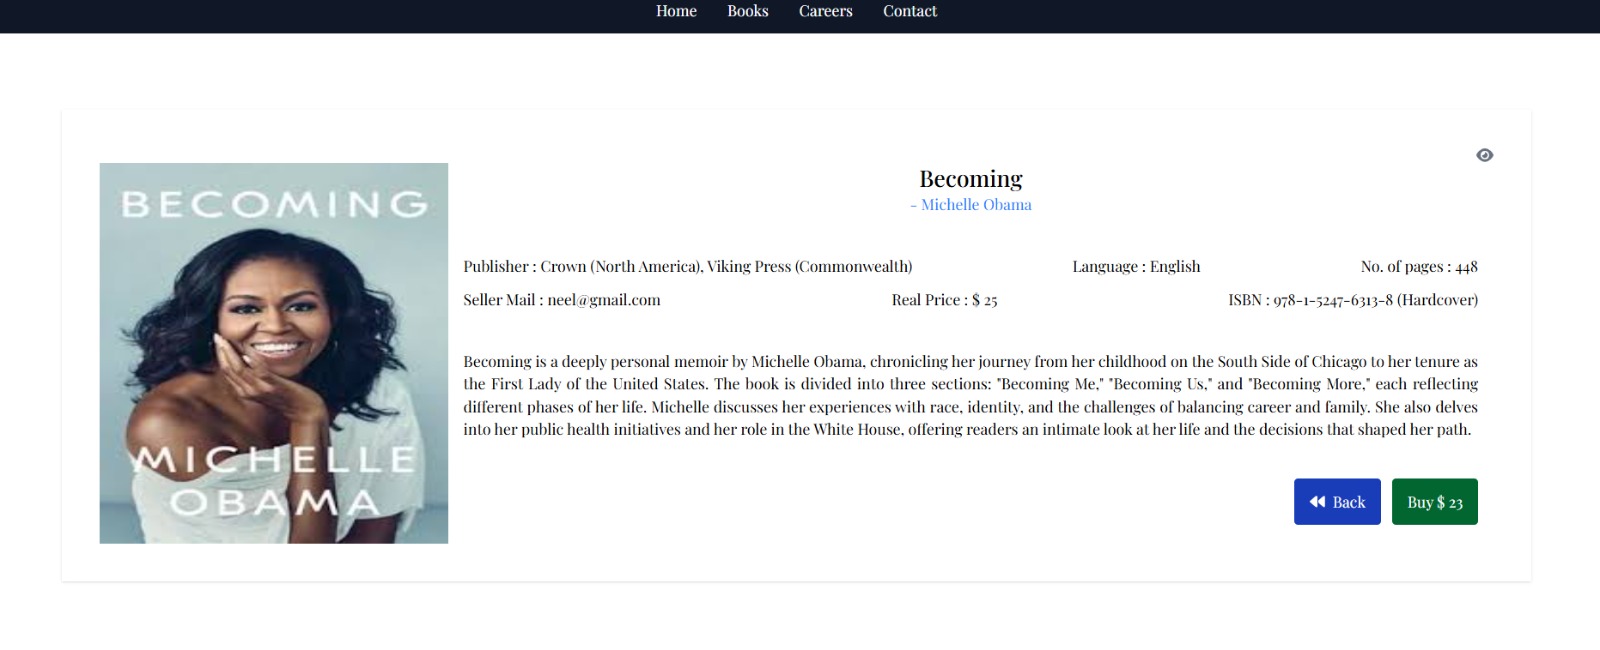 Home Books Careers Contact
BECOMING
MICHELLE
OBAMA
Becoming
- Michelle Obama
Publisher : Crown (North America), Viking Press (Commonwealth) Language : English No. of pages : 448
Seller Mail : neel@gmail.com Real Price : $ 25 ISBN : 978-1-5247-6313-8 (Hardcover)
Becoming is a deeply personal memoir by Michelle Obama, chronicling her journey from her childhood on the South Side of Chicago to her tenure as
the First Lady of the United States. The book is divided into three sections: "Becoming Me," "Becoming Us," and "Becoming More," each reflecting
different phases of her life. Michelle discusses her experiences with race, identity, and the challenges of balancing career and family. She also delves
into her public health initiatives and her role in the White House, offering readers an intimate look at her life and the decisions that shaped her path.
Back Buy $ 23